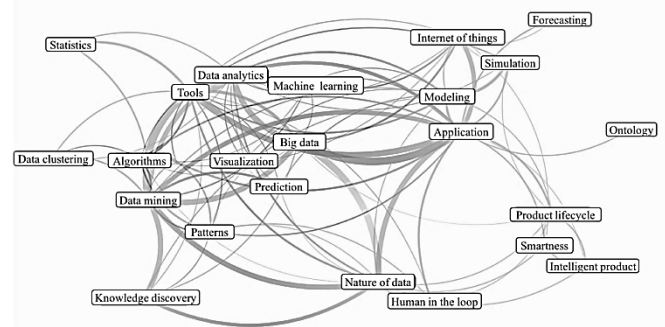 Forecasting
Internet of things
Statistics
Simulation
Data analytics
Machine learning
Tools
Modeling
Application
Ontology
Big data
Data clustering
Algorithms
Visualization
Prediction
Data mining
Product lifecycle
Patterns
Smartness
Intelligent product
Nature of data
Knowledge discovery
Human in the loop